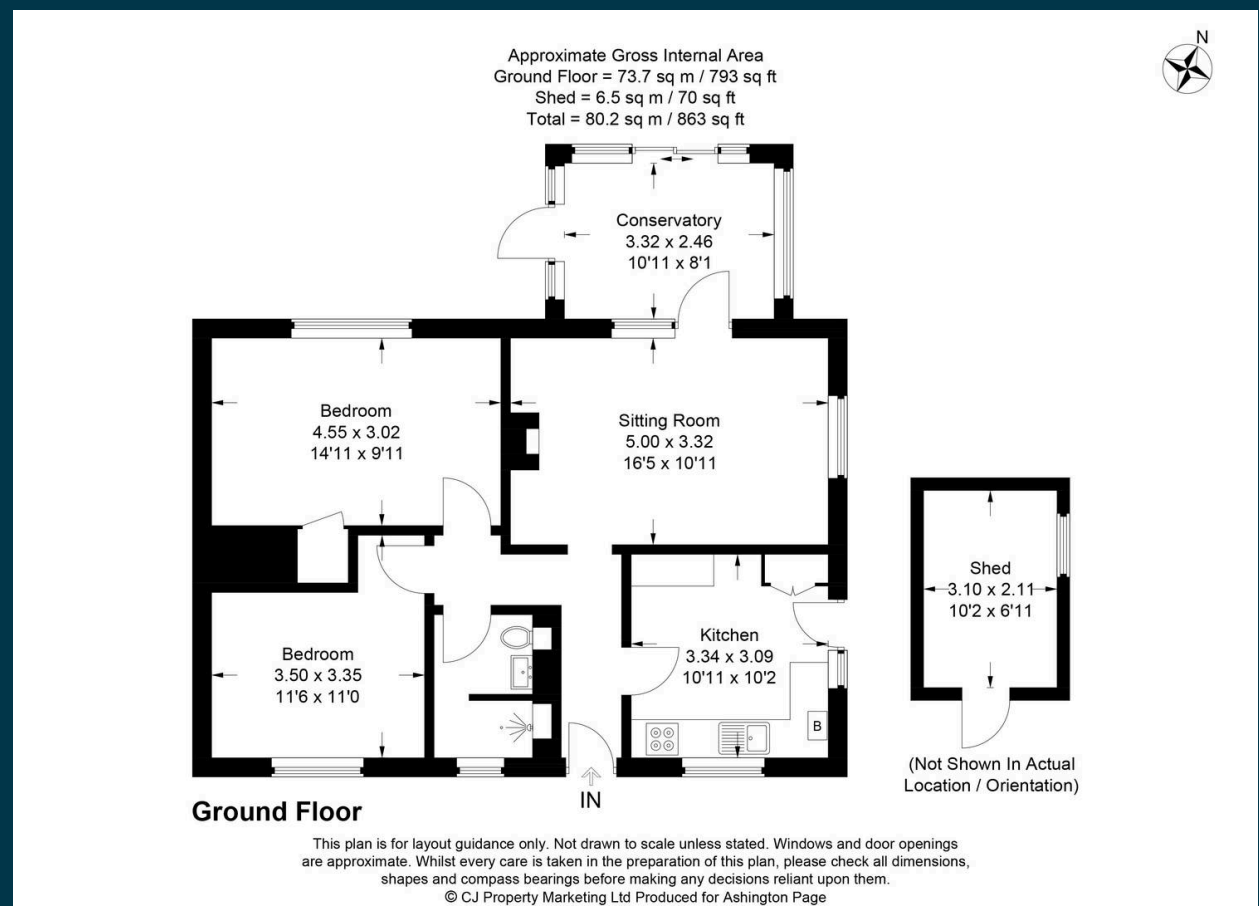 N
Approximate Gross Internal Area
Ground Floor = 73.7 sq m / 793 sq ft
Shed = 6.5 sq m / 70 sq ft
Total = 80.2 sq m / 863 sq ft
Conservatory
3.32 x 2.46
10'11 x 8'1
Bedroom
4.55 x 3.02
14'11 x 9'11
Sitting Room
5.00 x 3.32
16'5 x 10'11
Shed
3.10 x 2.11
10'2 x 6'11
Kitchen
3.34 x 3.09
10'11 x 10'2
Bedroom
3.50 x 3.35
11'6 x 11'0
B
(Not Shown In Actual
Location / Orientation)
IN
Ground Floor
This plan is for layout guidance only. Not drawn to scale unless stated. Windows and door openings
are approximate. Whilst every care is taken in the preparation of this plan, please check all dimensions,
shapes and compass bearings before making any decisions reliant upon them.
© CJ Property Marketing Ltd Produced for Ashington Page